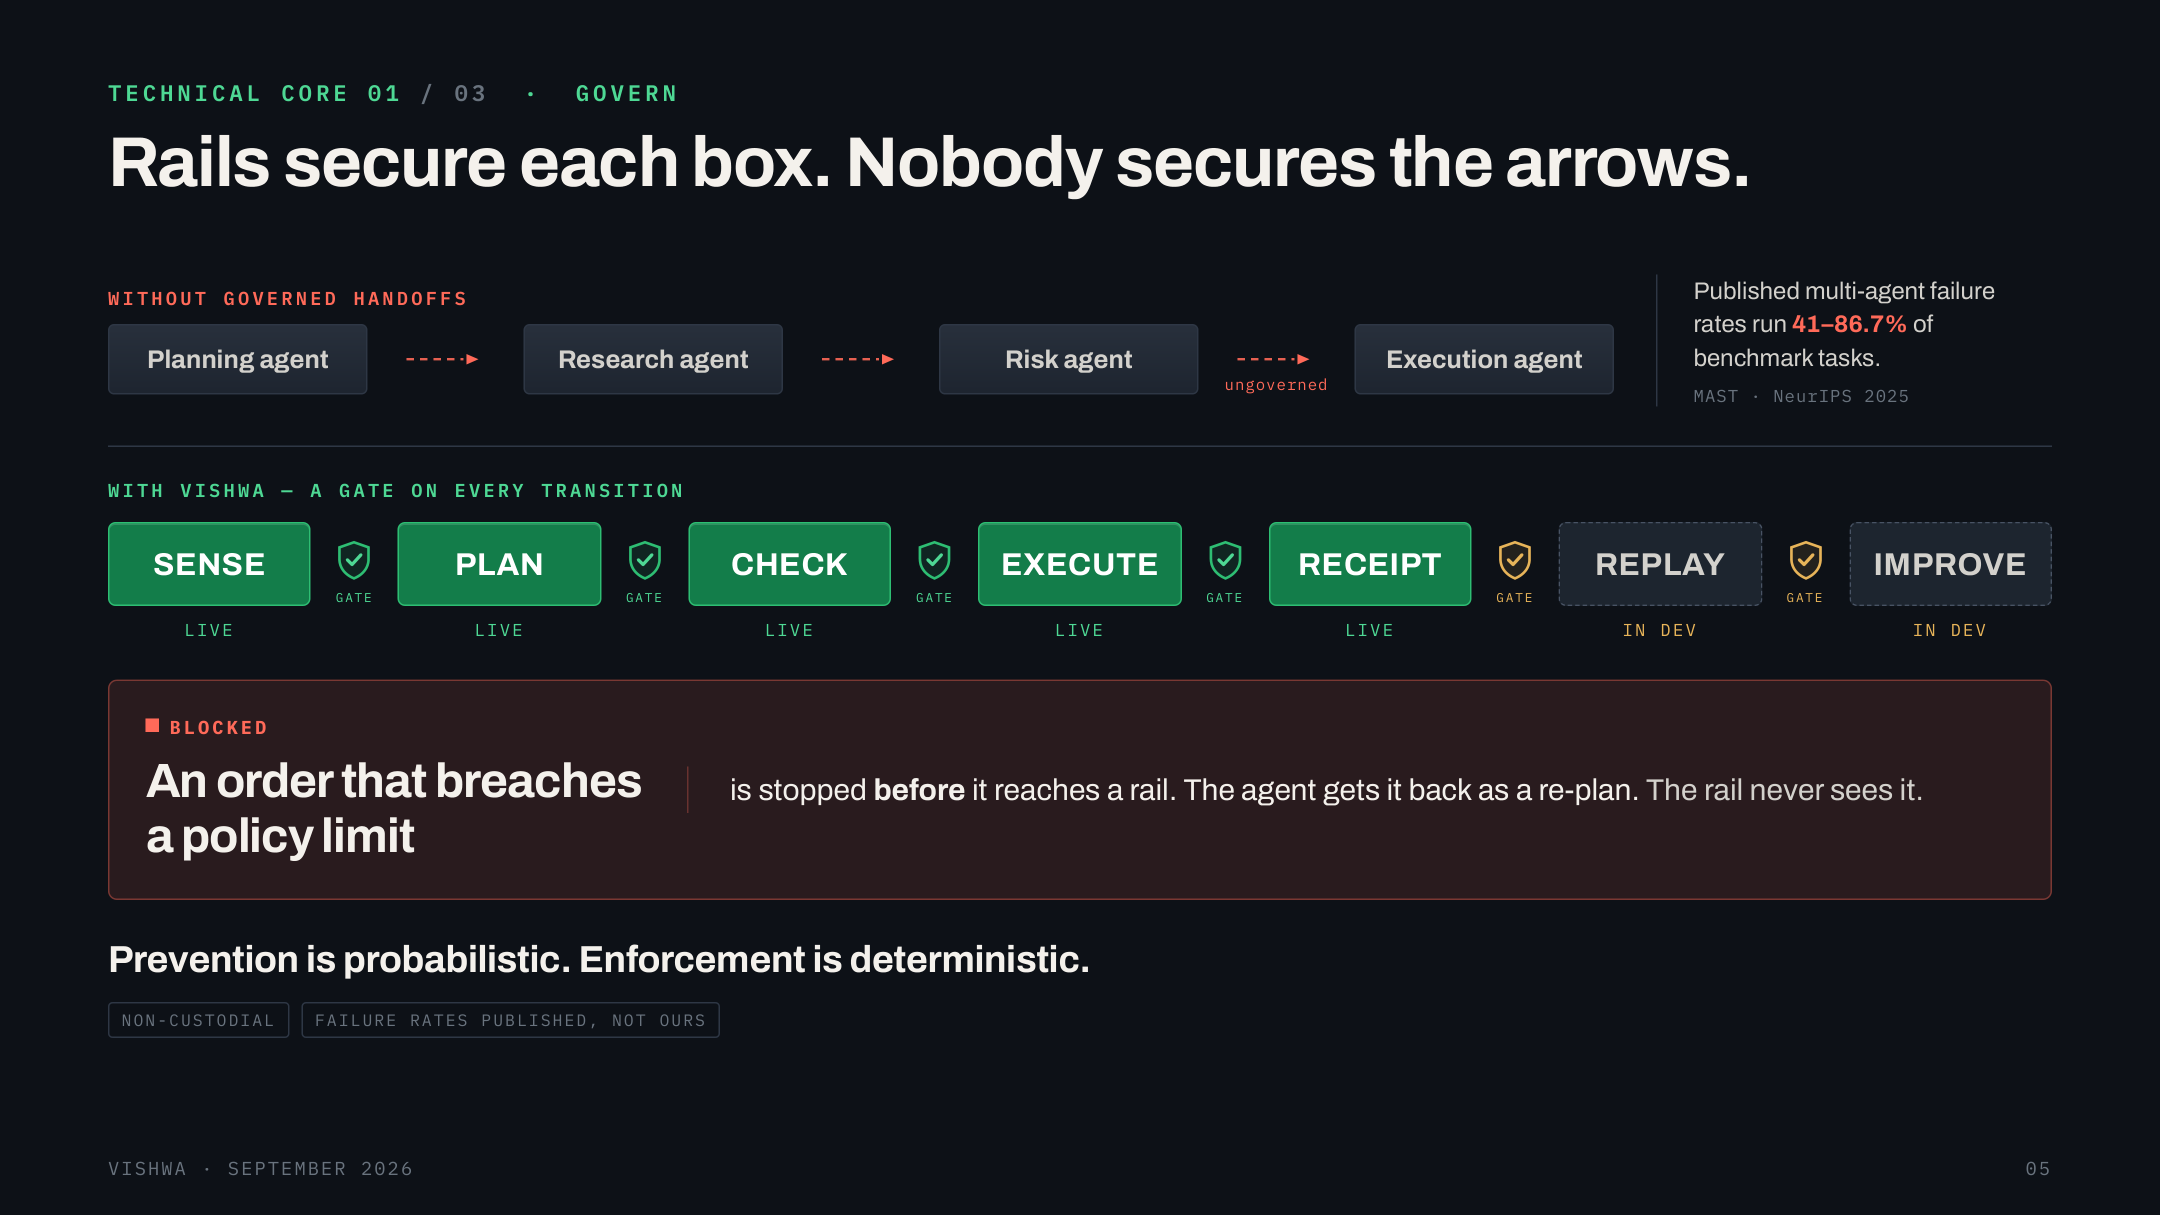 TECHNICAL CORE 01 / 03 · GOVERN
Rails secure each box. Nobody secures the arrows.
WITHOUT GOVERNED HANDOFFS
Planning agent
Research agent
Risk agent
ungoverned
Execution agent
Published multi-agent failure
rates run 41–86.7% of
benchmark tasks.
MAST · NeurIPS 2025
WITH VISHWA — A GATE ON EVERY TRANSITION
SENSE
GATE
PLAN
GATE
CHECK
GATE
EXECUTE
GATE
RECEIPT
GATE
REPLAY
GATE
IMPROVE
LIVE
LIVE
LIVE
LIVE
LIVE
IN DEV
IN DEV
BLOCKED
An order that breaches
a policy limit
is stopped before it reaches a rail. The agent gets it back as a re-plan. The rail never sees it.
Prevention is probabilistic. Enforcement is deterministic.
NON-CUSTODIAL
FAILURE RATES PUBLISHED, NOT OURS
VISHWA · SEPTEMBER 2026
05